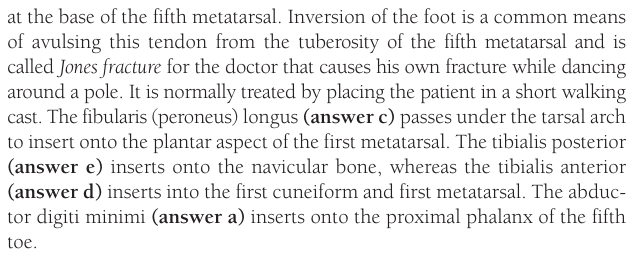 at the base of the fifth metatarsal. Inversion of the foot is a common means
of avulsing this tendon from the tuberosity of the fifth metatarsal and is
called Jones fracture for the doctor that causes his own fracture while dancing
around a pole. It is normally treated by placing the patient in a short walking
cast. The fibularis (peroneus) longus (answer c) passes under the tarsal arch
to insert onto the plantar aspect of the first metatarsal. The tibialis posterior
(answer e) inserts onto the navicular bone, whereas the tibialis anterior
(answer d) inserts into the first cuneiform and first metatarsal. The abduc-
tor digiti minimi (answer a) inserts onto the proximal phalanx of the fifth
toe.